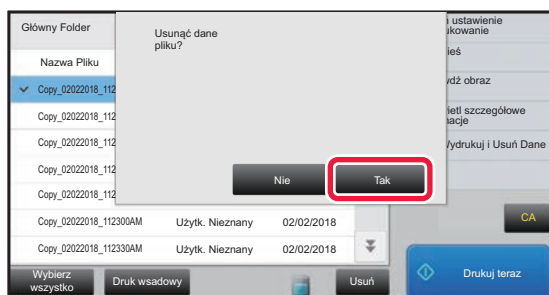 Główny Folder
Nazwa Pliku
Copy_02022018_112
Copy_02022018_112
Copy_02022018_112
Copy_02022018_112
Copy_02022018_112
Copy_02022018_112300AM Użytk. Nieznany 02/02/2018
Copy_02022018_112330AM Użytk. Nieznany 02/02/2018
Usunąć dane
pliku?
Nie
Tak
ustawienie
ukowanie
ieś
dź obraz
ietl szczegółowe
nacje
Wydrukuj i Usuń Dane
CA
Wybierz
wszystko
Druk wsadowy
Usuń
Drukuj teraz